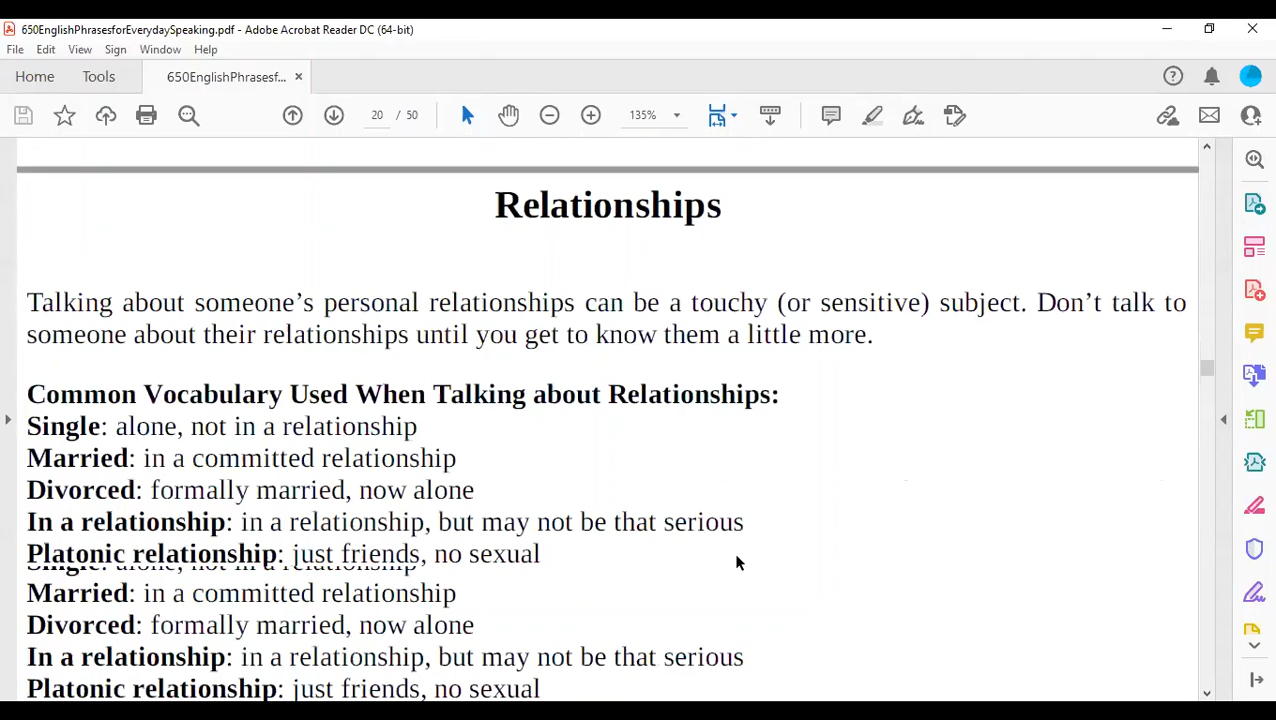 650EnglishPhrasesforEverydaySpeaking.pdf - Adobe Acrobat Reader DC (64-bit)
File Edit View Sign Window Help
Home Tools 650EnglishPhrasesf... ×
20 / 50 135%
Relationships
Talking about someone’s personal relationships can be a touchy (or sensitive) subject. Don’t talk to
someone about their relationships until you get to know them a little more.
Common Vocabulary Used When Talking about Relationships:
Single: alone, not in a relationship
Married: in a committed relationship
Divorced: formally married, now alone
In a relationship: in a relationship, but may not be that serious
Platonic relationship: just friends, no sexual
Single: alone, not in a relationship
Married: in a committed relationship
Divorced: formally married, now alone
In a relationship: in a relationship, but may not be that serious
Platonic relationship: just friends, no sexual